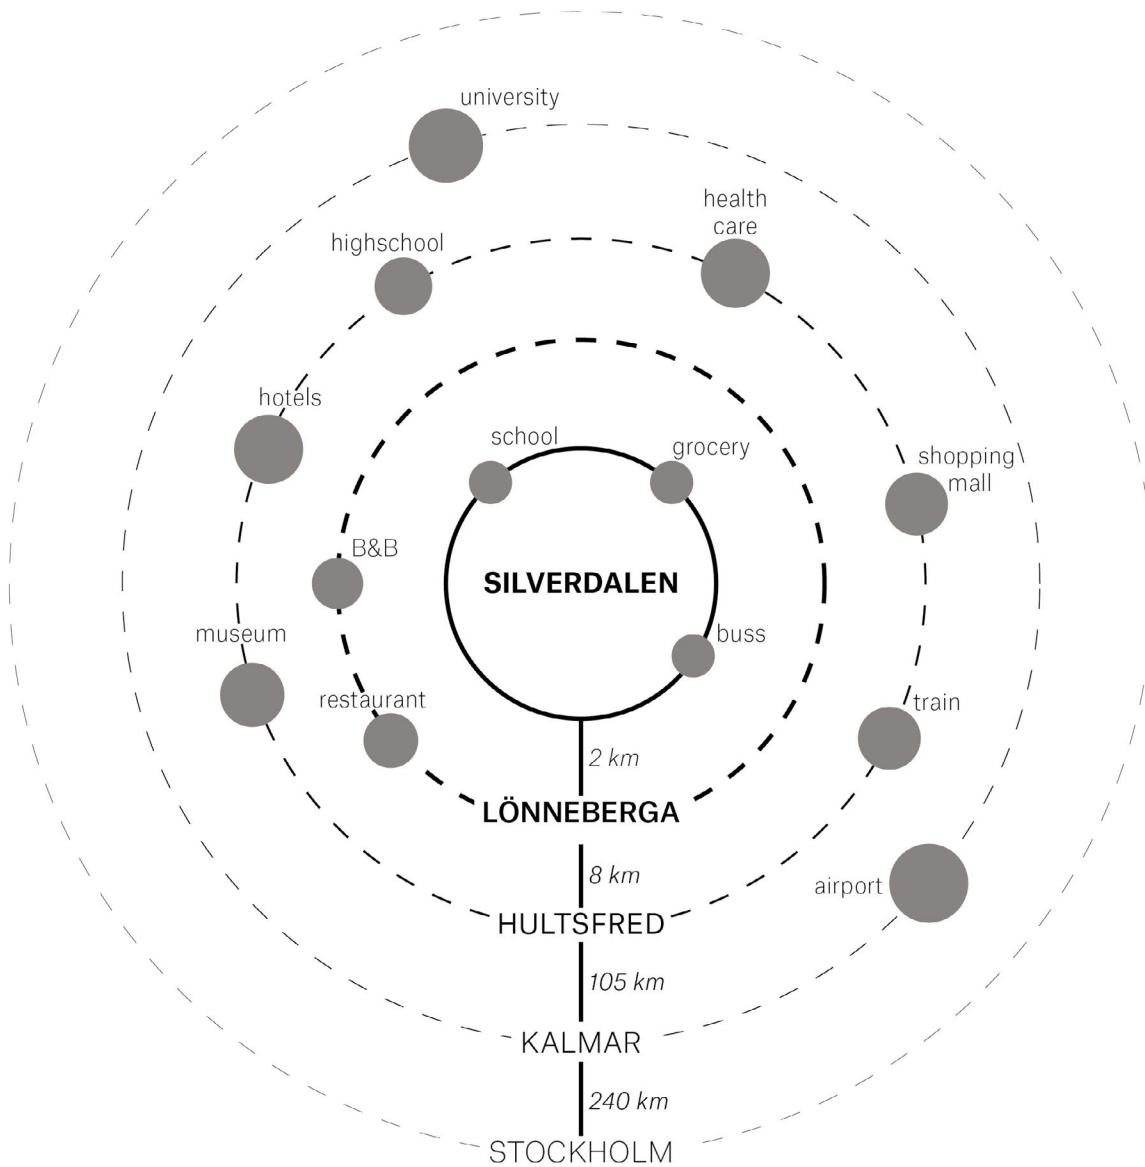 university
health
care
highschool
hotels
school
grocery
shopping
mall
B&B
SILVERDALEN
museum
buss
restaurant
train
2 km
LÖNNEBERGA
8 km
airport
HULTSFRED
105 km
KALMAR
240 km
STOCKHOLM